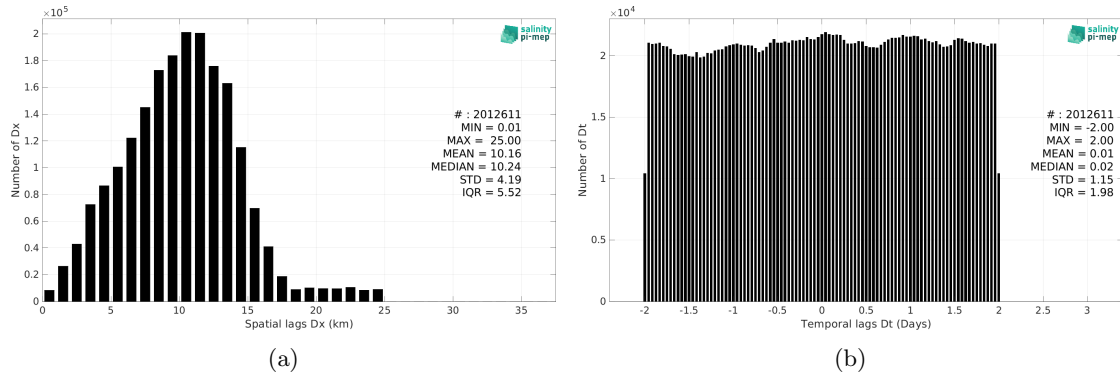 ×10⁵
2
1.8
1.6
1.4
1.2
1
0.8
0.6
0.4
0.2
0
Number of Dx
0 5 10 15 20 25 30 35
Spatial lags Dx (km)
salinity
pi-mep
# : 2012611
MIN = 0.01
MAX = 25.00
MEAN = 10.16
MEDIAN = 10.24
STD = 4.19
IQR = 5.52
(a)
×10⁴
2
1.5
1
0.5
0
Number of Dt
-2 -1.5 -1 -0.5 0 0.5 1 1.5 2 2.5 3
Temporal lags Dt (Days)
salinity
pi-mep
# : 2012611
MIN = -2.00
MAX = 2.00
MEAN = 0.01
MEDIAN = 0.02
STD = 1.15
IQR = 1.98
(b)